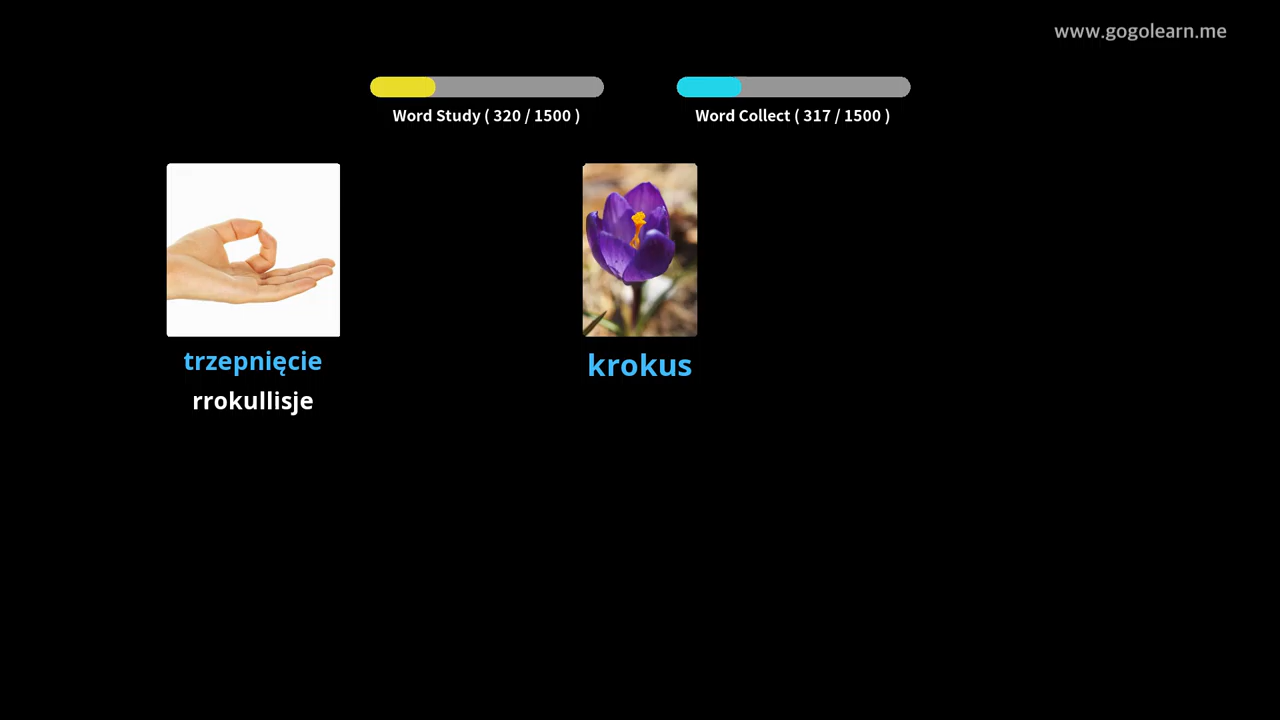 www.gogolearn.me
Word Study ( 320 / 1500 )
Word Collect ( 317 / 1500 )
trzepnięcie
rrokullisje
krokus